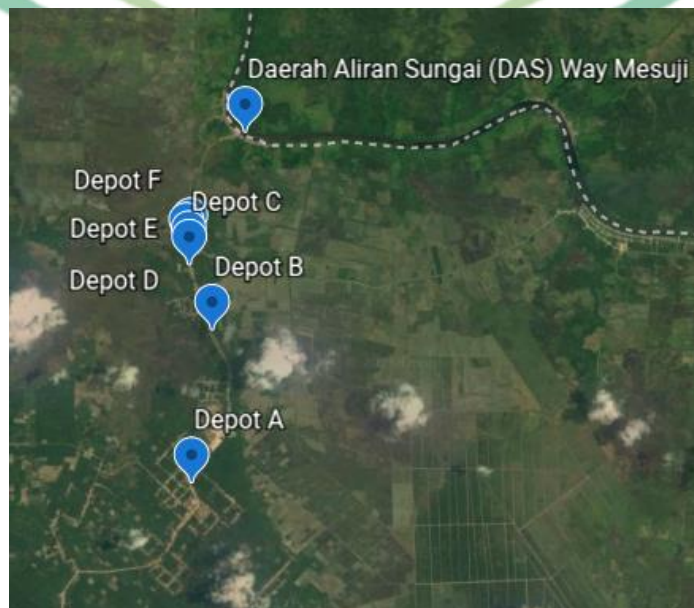 Daerah Aliran Sungai (DAS) Way Mesuji
Depot F
Depot C
Depot E
Depot B
Depot D
Depot A